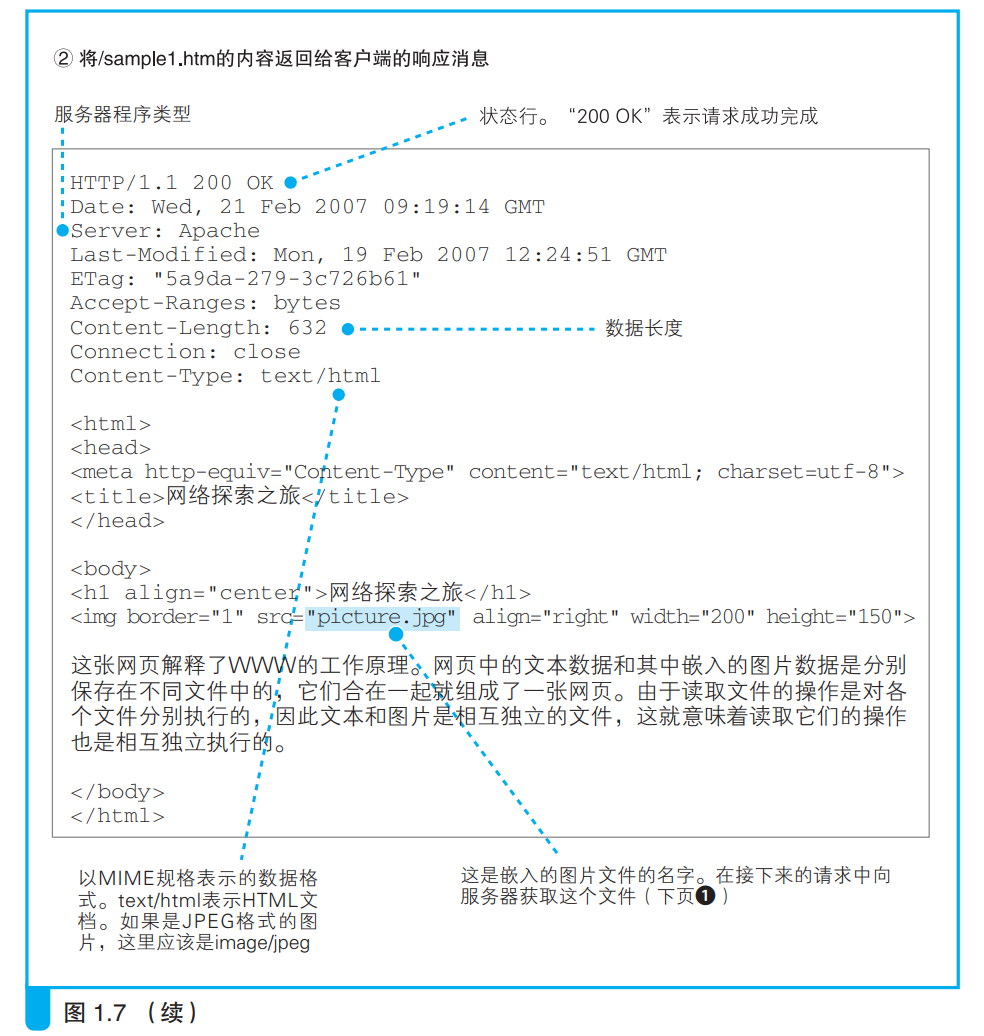 ② 将/sample1.htm的内容返回给客户端的响应消息
服务器程序类型
状态行。“200 OK”表示请求成功完成
HTTP/1.1 200 OK
Date: Wed, 21 Feb 2007 09:19:14 GMT
Server: Apache
Last-Modified: Mon, 19 Feb 2007 12:24:51 GMT
ETag: "5a9da-279-3c726b61"
Accept-Ranges: bytes
Content-Length: 632
数据长度
Connection: close
Content-Type: text/html
<html>
<head>
<meta http-equiv="Content-Type" content="text/html; charset=utf-8">
<title>网络探索之旅</title>
</head>
<body>
<h1 align="center">网络探索之旅</h1>
<img border="1" src="picture.jpg" align="right" width="200" height="150">
这张网页解释了WWW的工作原理。网页中的文本数据和其中嵌入的图片数据是分别
保存在不同文件中的，它们合在一起就组成了一张网页。由于读取文件的操作是对各
个文件分别执行的，因此文本和图片是相互独立的文件，这就意味着读取它们的操作
也是相互独立执行的。
</body>
</html>
以MIME规格表示的数据格
式。text/html表示HTML文
档。如果是JPEG格式的图
片，这里应该是image/jpeg
这是嵌入的图片文件的名字。在接下来的请求中向
服务器获取这个文件（下页❶）
图 1.7 （续）